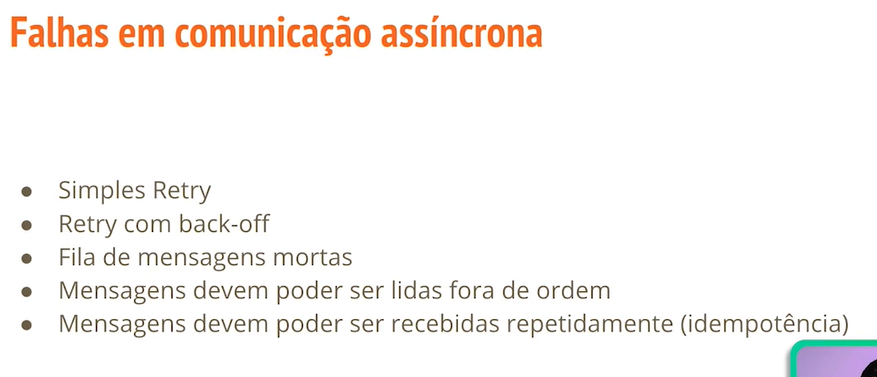 Falhas em comunicação assíncrona
● Simples Retry
● Retry com back-off
● Fila de mensagens mortas
● Mensagens devem poder ser lidas fora de ordem
● Mensagens devem poder ser recebidas repetidamente (idempotência)